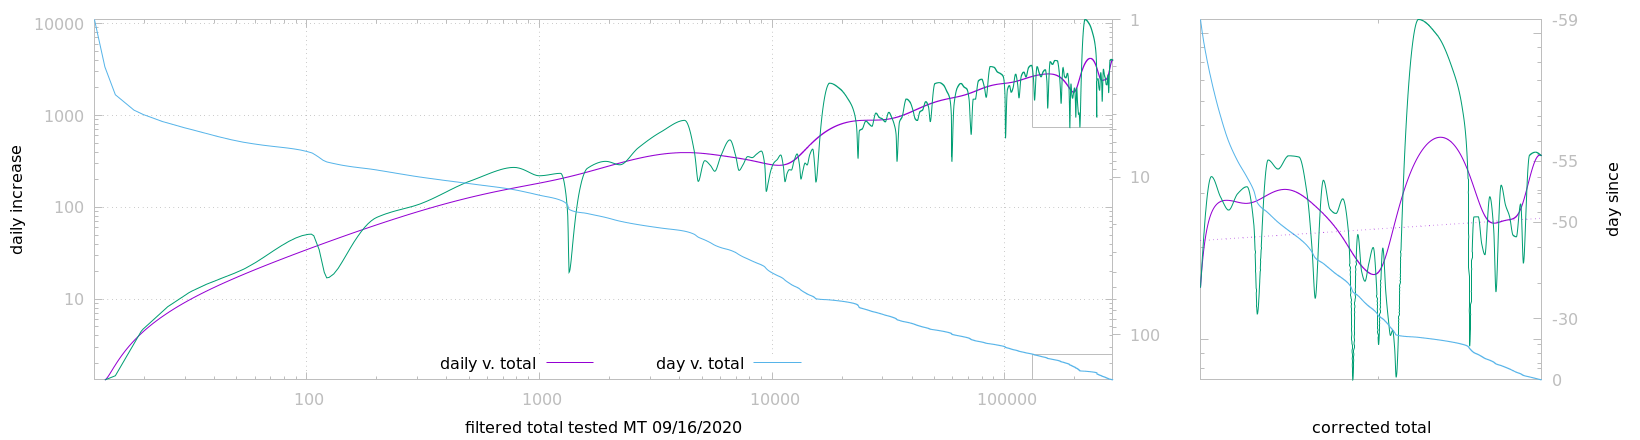 10000
1000
100
10
daily increase
100
1000
10000
100000
filtered total tested MT 09/16/2020
daily v. total
day v. total
1
10
100
-59
-55
-50
-30
0
day since
corrected total